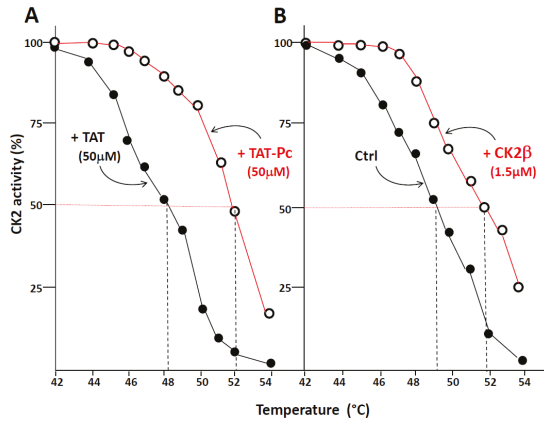 A
B
CK2 activity (%)
100
75
50
25
+ TAT
(50μM)
+ TAT-Pc
(50μM)
42 44 46 48 50 52 54
100
75
50
25
Ctrl
+ CK2β
(1.5μM)
42 44 46 48 50 52 54
Temperature (°C)